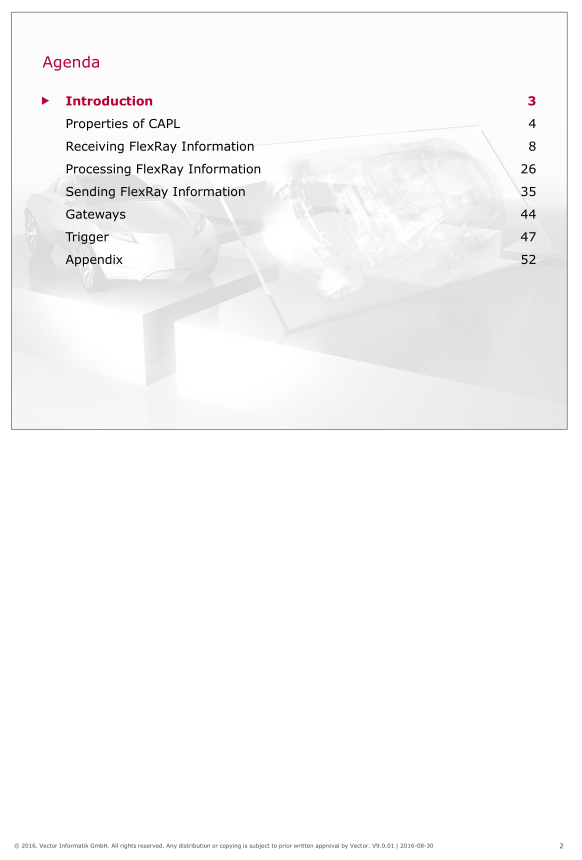 Agenda
Introduction 3
Properties of CAPL 4
Receiving FlexRay Information 8
Processing FlexRay Information 26
Sending FlexRay Information 35
Gateways 44
Trigger 47
Appendix 52
© 2016. Vector Informatik GmbH. All rights reserved. Any distribution or copying is subject to prior written approval by Vector. V9.0.01 | 2016-08-30 2